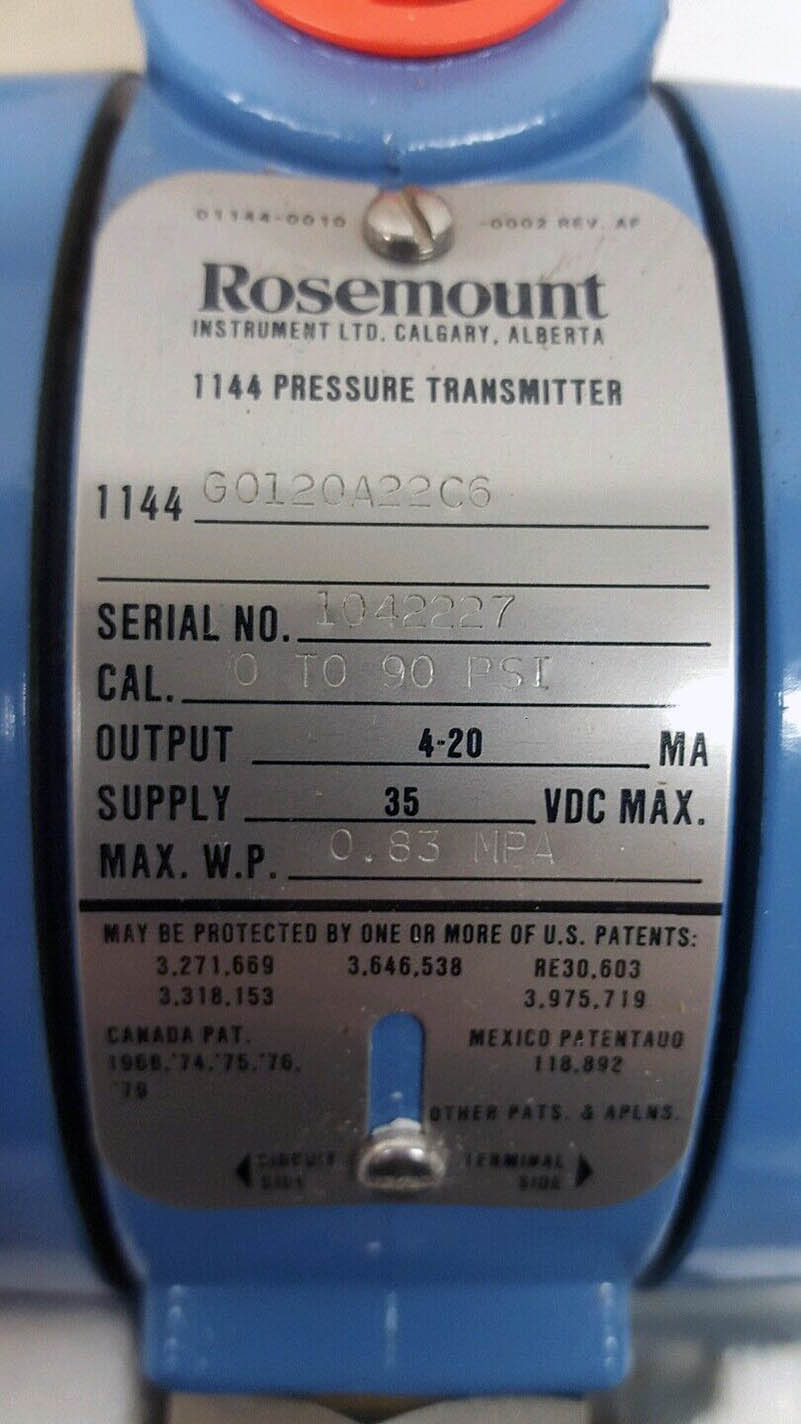 01144-0010 -0002 REV. AF
Rosemount
INSTRUMENT LTD. CALGARY, ALBERTA
1144 PRESSURE TRANSMITTER
1144 G0120A22C6
SERIAL NO. 1042227
CAL. 0 TO 90 PSI
OUTPUT 4-20 MA
SUPPLY 35 VDC MAX.
MAX. W.P. 0.83 MPA
MAY BE PROTECTED BY ONE OR MORE OF U.S. PATENTS:
3,271,669 3,646,538 RE30,603
3,318,153 3,975,719
CANADA PAT. MEXICO PATENTAUO
1968,'74,'75,'76, 118,892
'79
OTHER PATS. & APLNS.
CIRCUIT TERMINAL
SIDE SIDE